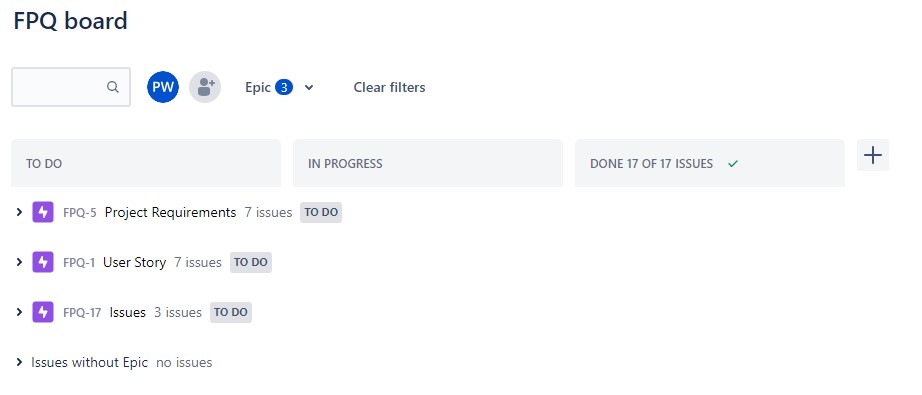 FPQ board
PW Epic 3 Clear filters
TO DO IN PROGRESS DONE 17 OF 17 ISSUES
FPQ-5 Project Requirements 7 issues TO DO
FPQ-1 User Story 7 issues TO DO
FPQ-17 Issues 3 issues TO DO
Issues without Epic no issues